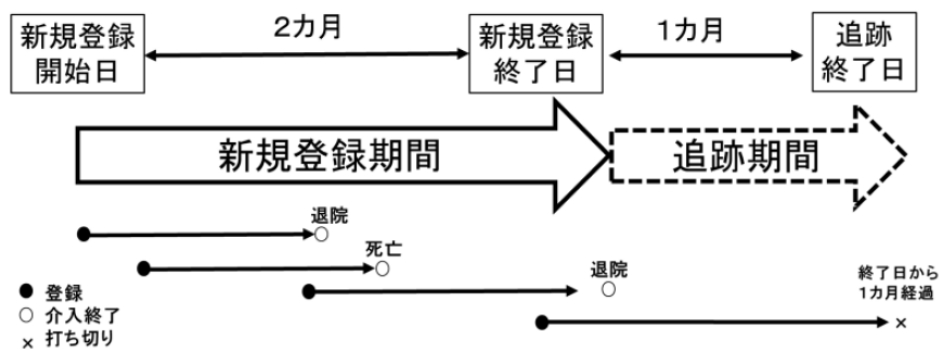 新規登録
開始日
2カ月
新規登録
終了日
1カ月
追跡
終了日
新規登録期間
追跡期間
退院
死亡
退院
終了日から
1カ月経過
● 登録
○ 介入終了
× 打ち切り
×